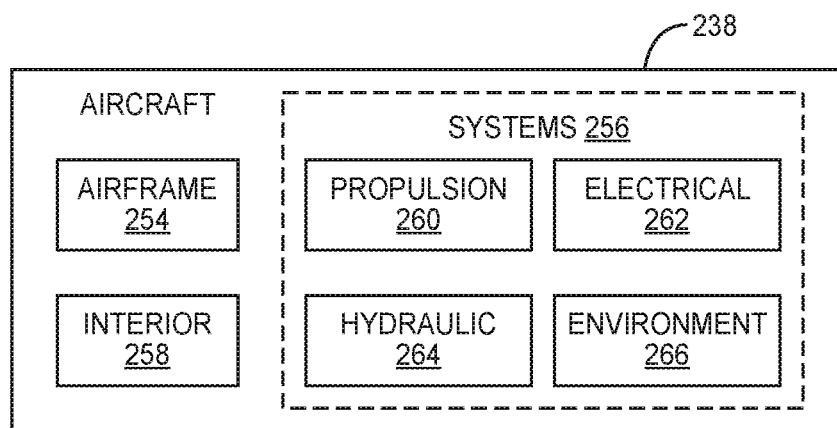 238
AIRCRAFT
SYSTEMS 256
AIRFRAME
254
PROPULSION
260
ELECTRICAL
262
INTERIOR
258
HYDRAULIC
264
ENVIRONMENT
266